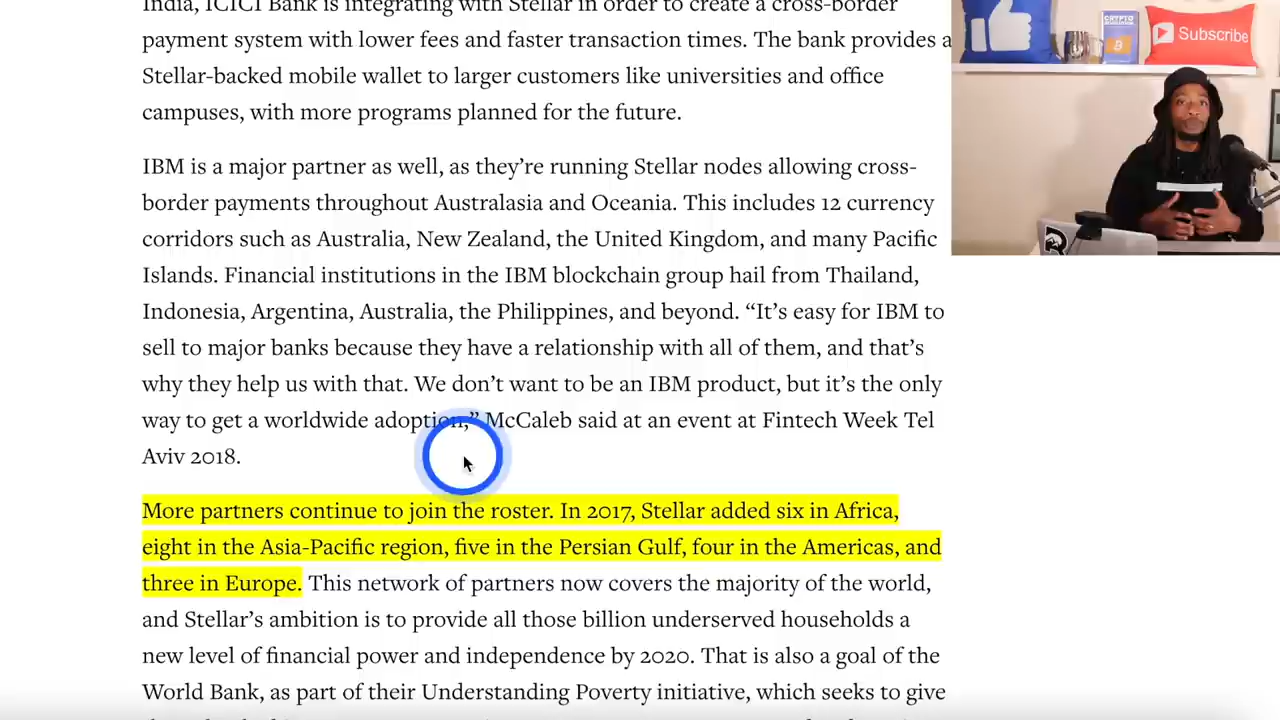 India, ICICI Bank is integrating with Stellar in order to create a cross-border
payment system with lower fees and faster transaction times. The bank provides a
Stellar-backed mobile wallet to larger customers like universities and office
campuses, with more programs planned for the future.
IBM is a major partner as well, as they’re running Stellar nodes allowing cross-
border payments throughout Australasia and Oceania. This includes 12 currency
corridors such as Australia, New Zealand, the United Kingdom, and many Pacific
Islands. Financial institutions in the IBM blockchain group hail from Thailand,
Indonesia, Argentina, Australia, the Philippines, and beyond. “It’s easy for IBM to
sell to major banks because they have a relationship with all of them, and that’s
why they help us with that. We don’t want to be an IBM product, but it’s the only
way to get a worldwide adoption,” McCaleb said at an event at Fintech Week Tel
Aviv 2018.
More partners continue to join the roster. In 2017, Stellar added six in Africa,
eight in the Asia-Pacific region, five in the Persian Gulf, four in the Americas, and
three in Europe. This network of partners now covers the majority of the world,
and Stellar’s ambition is to provide all those billion underserved households a
new level of financial power and independence by 2020. That is also a goal of the
World Bank, as part of their Understanding Poverty initiative, which seeks to give
CRYPTO
Subscribe